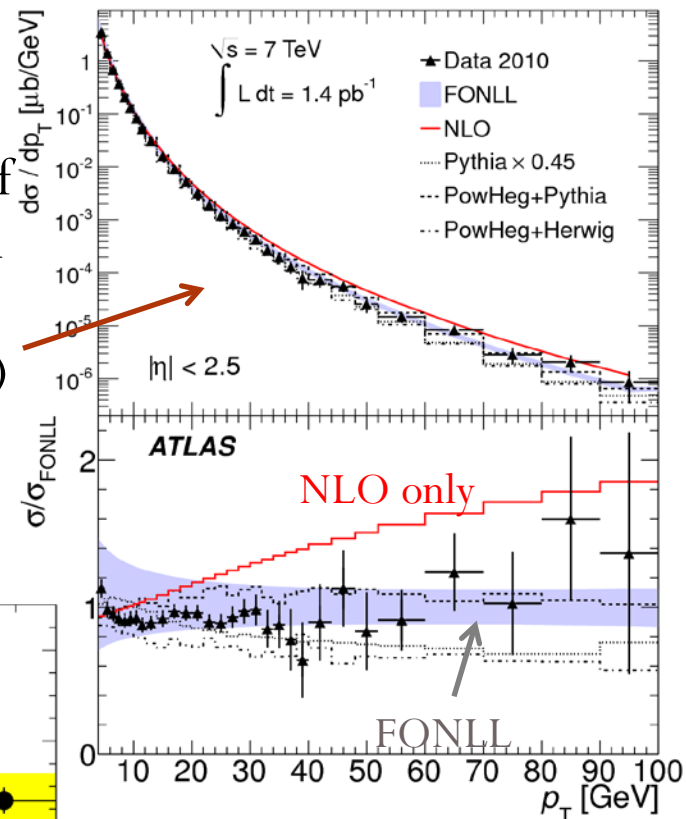 dσ / dp_T [μb/GeV]
1
10⁻¹
10⁻²
10⁻³
10⁻⁴
10⁻⁵
10⁻⁶
√s = 7 TeV
∫ L dt = 1.4 pb⁻¹
Data 2010
FONLL
NLO
Pythia × 0.45
PowHeg+Pythia
PowHeg+Herwig
f
)
|η| < 2.5
σ/σ_FONLL
2
1
0
ATLAS
NLO only
FONLL
10 20 30 40 50 60 70 80 90 100
p_T [GeV]